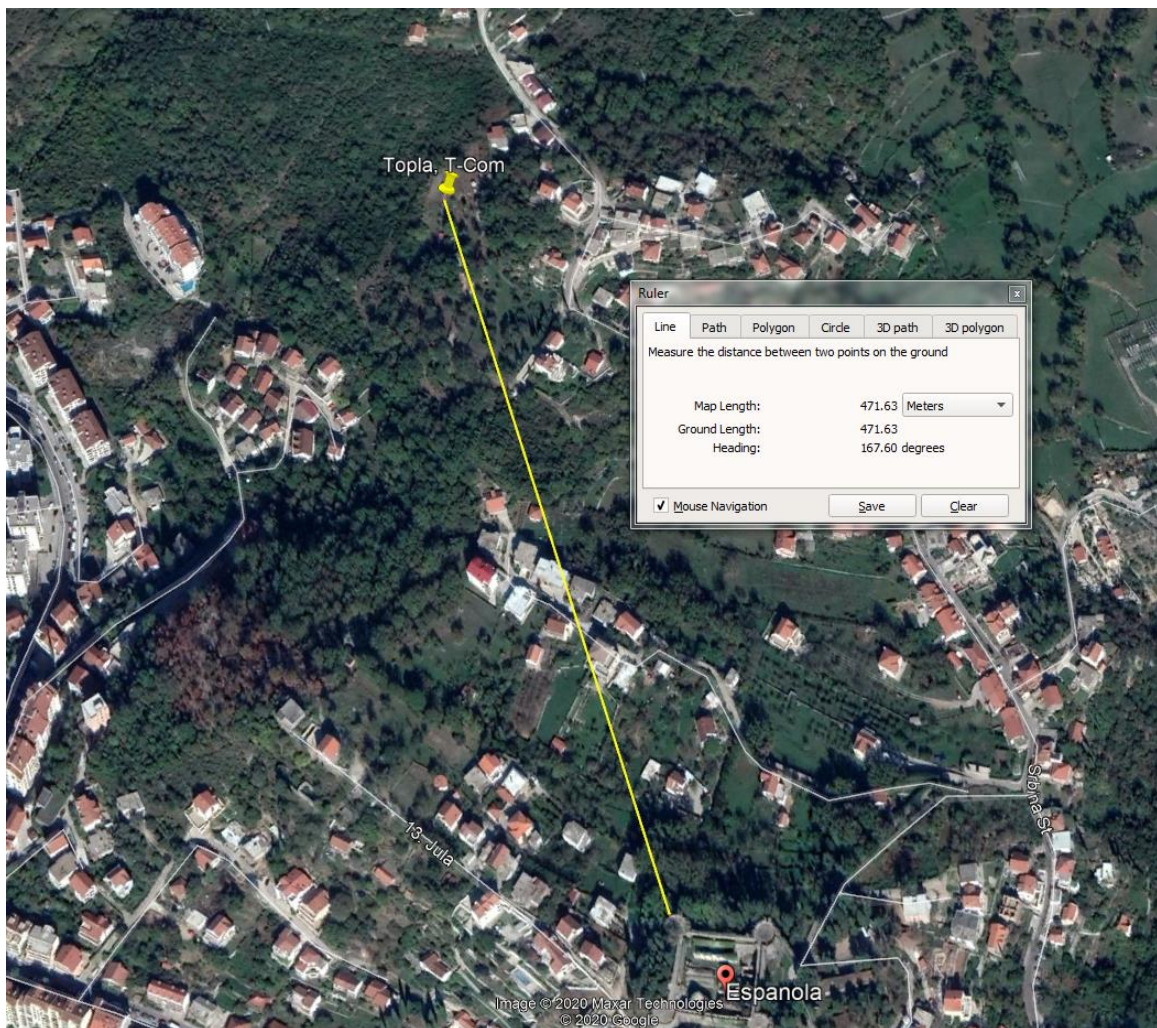 Topla, T-Com
Ruler
x
Line Path Polygon Circle 3D path 3D polygon
Measure the distance between two points on the ground
Map Length: 471.63 Meters
Ground Length: 471.63
Heading: 167.60 degrees
Mouse Navigation Save Clear
Srbina St
13. Jula
Espanola
Image © 2020 Maxar Technologies
© 2020 Google